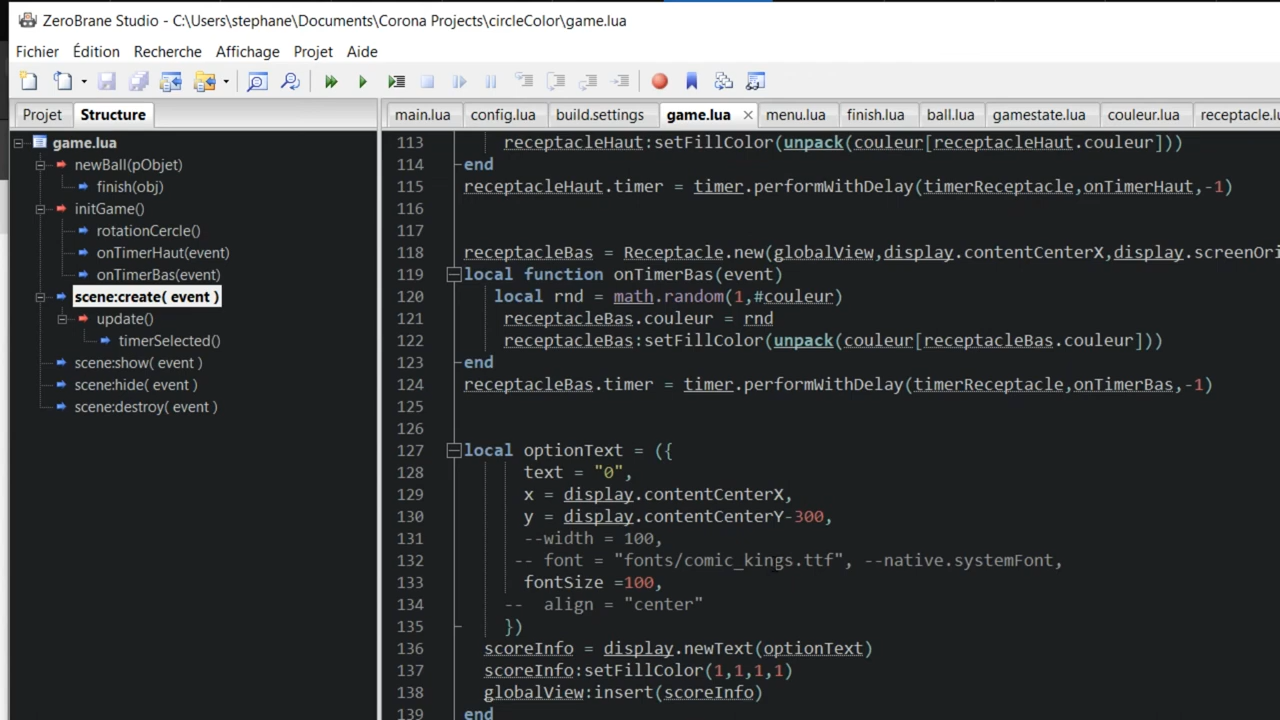 ZeroBrane Studio - C:\Users\stephane\Documents\Corona Projects\circleColor\game.lua
Fichier Édition Recherche Affichage Projet Aide
Projet Structure
game.lua
newBall(pObjet)
finish(obj)
initGame()
rotationCercle()
onTimerHaut(event)
onTimerBas(event)
scene:create( event )
update()
timerSelected()
scene:show( event )
scene:hide( event )
scene:destroy( event )
main.lua config.lua build.settings game.lua menu.lua finish.lua ball.lua gamestate.lua couleur.lua receptacle.lu
113 receptacleHaut:setFillColor(unpack(couleur[receptacleHaut.couleur]))
114 end
115 receptacleHaut.timer = timer.performWithDelay(timerReceptacle,onTimerHaut,-1)
116
117
118 receptacleBas = Receptacle.new(globalView,display.contentCenterX,display.screenOri
119 local function onTimerBas(event)
120 local rnd = math.random(1,#couleur)
121 receptacleBas.couleur = rnd
122 receptacleBas:setFillColor(unpack(couleur[receptacleBas.couleur]))
123 end
124 receptacleBas.timer = timer.performWithDelay(timerReceptacle,onTimerBas,-1)
125
126
127 local optionText = ({
128 text = "0",
129 x = display.contentCenterX,
130 y = display.contentCenterY-300,
131 --width = 100,
132 -- font = "fonts/comic_kings.ttf", --native.systemFont,
133 fontSize =100,
134 -- align = "center"
135 })
136 scoreInfo = display.newText(optionText)
137 scoreInfo:setFillColor(1,1,1,1)
138 globalView:insert(scoreInfo)
139 end